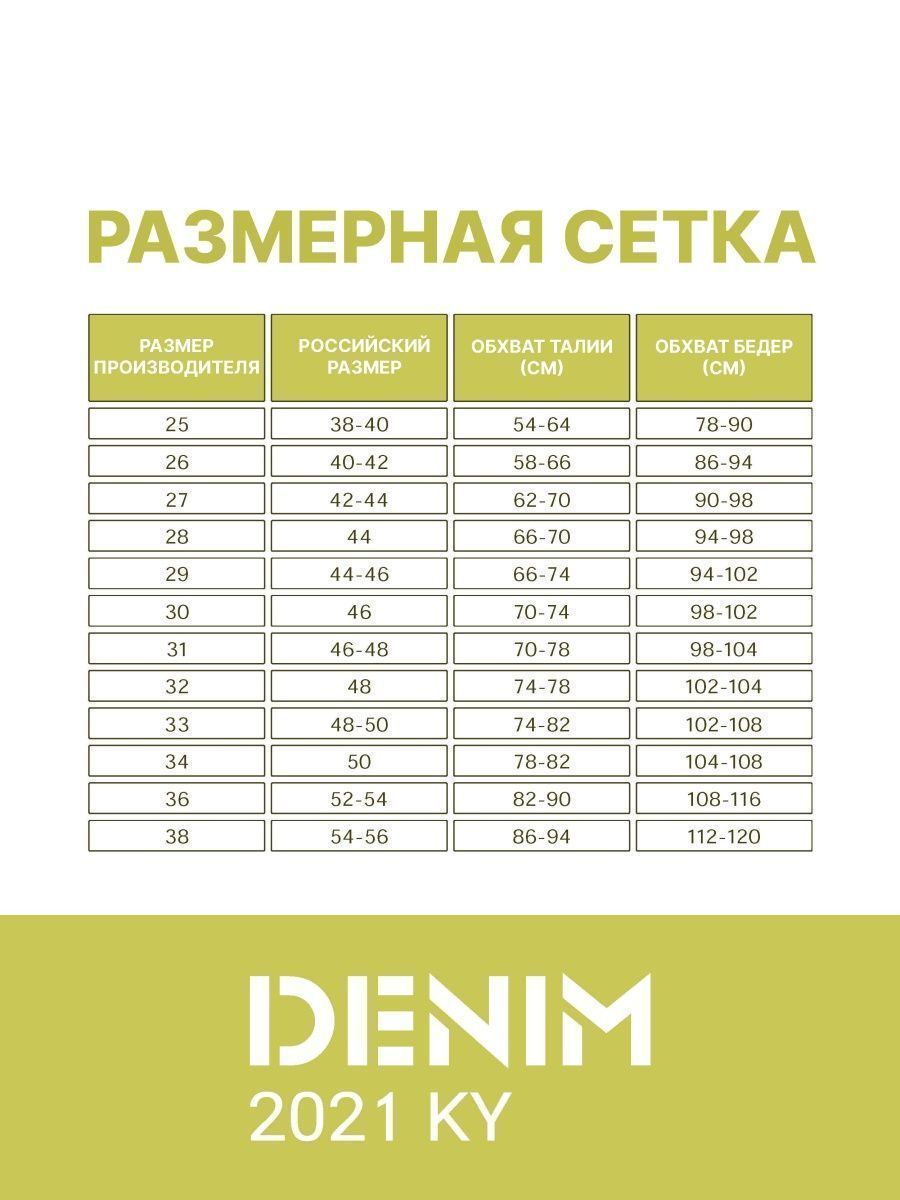 РАЗМЕРНАЯ СЕТКА
РАЗМЕР ПРОИЗВОДИТЕЛЯ РОССИЙСКИЙ РАЗМЕР ОБХВАТ ТАЛИИ (СМ) ОБХВАТ БЕДЕР (СМ)
25 38-40 54-64 78-90
26 40-42 58-66 86-94
27 42-44 62-70 90-98
28 44 66-70 94-98
29 44-46 66-74 94-102
30 46 70-74 98-102
31 46-48 70-78 98-104
32 48 74-78 102-104
33 48-50 74-82 102-108
34 50 78-82 104-108
36 52-54 82-90 108-116
38 54-56 86-94 112-120
DENIM
2021 KY